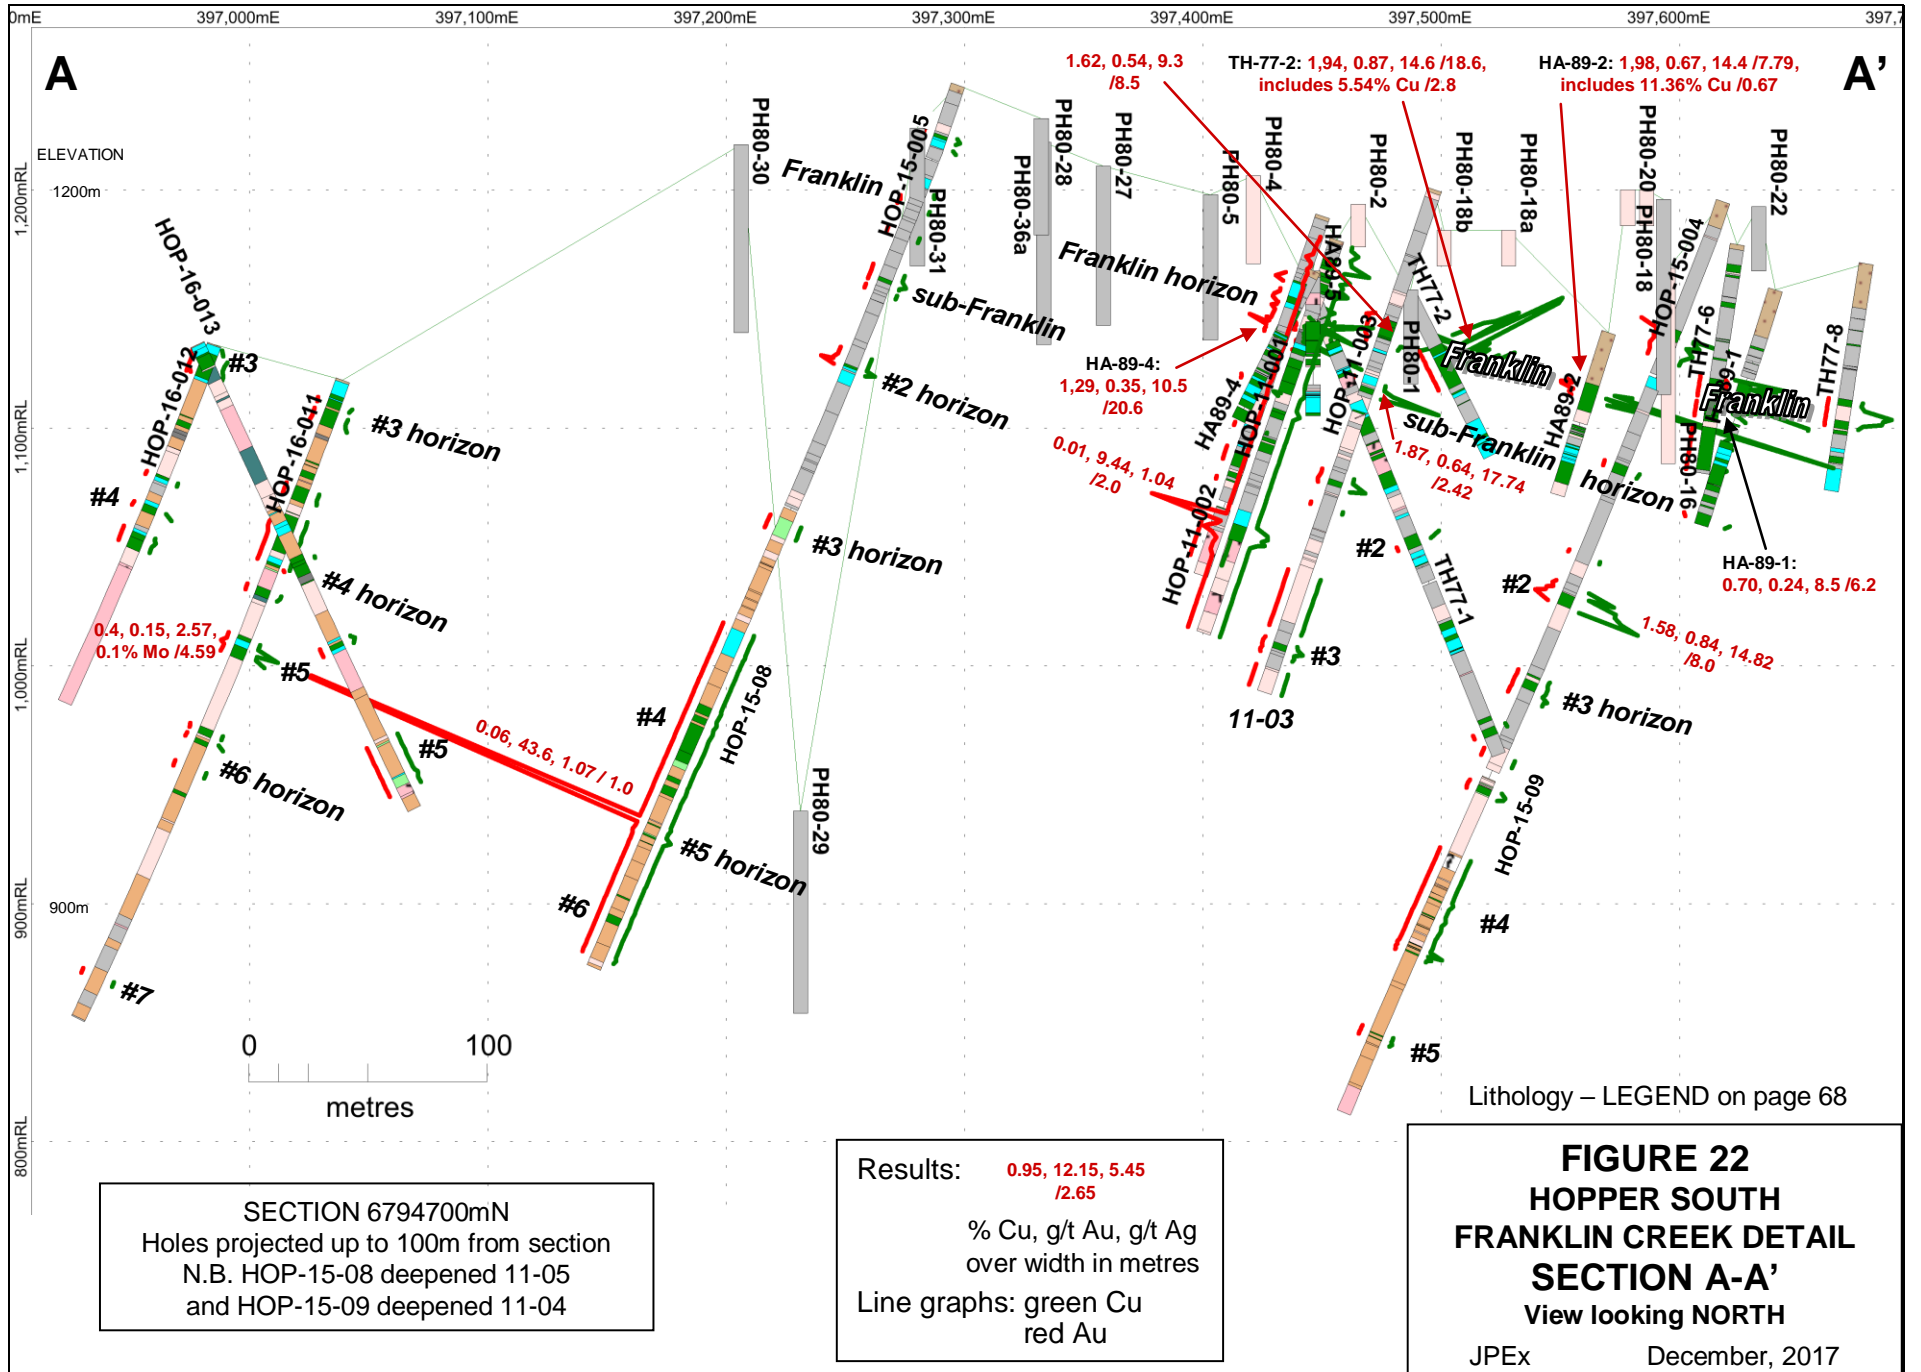 0mE
397,000mE
397,100mE
397,200mE
397,300mE
397,400mE
397,500mE
397,600mE
A
A’
ELEVATION
1200m
900m
1,200mRL
1,100mRL
1,000mRL
900mRL
800mRL
1.62, 0.54, 9.3
/8.5
TH-77-2: 1,94, 0.87, 14.6 /18.6,
includes 5.54% Cu /2.8
HA-89-2: 1,98, 0.67, 14.4 /7.79,
includes 11.36% Cu /0.67
HOP-16-013
HOP-16-012
HOP-16-011
#3
#4
#3 horizon
#4 horizon
0.4, 0.15, 2.57,
0.1% Mo /4.59
#5
#5
#6 horizon
#7
PH80-30
Franklin
HOP-15-005
PH80-31
PH80-36a
PH80-28
PH80-27
PH80-5
PH80-4
PH80-2
PH80-18b
PH80-18a
PH80-20
PH80-18
PH80-22
Franklin horizon
sub-Franklin
#2 horizon
#3 horizon
#4
HOP-15-08
0.06, 43.6, 1.07 / 1.0
#5 horizon
#6
PH80-29
HA-89-4:
1,29, 0.35, 10.5
/20.6
0.01, 9.44, 1.04
/2.0
HA89-4
HOP-11-001
HOP-11-002
HA89-5
HOP-11-003
TH77-2
PH80-1
Franklin
sub-Franklin
horizon
1.87, 0.64, 17.74
/2.42
#2
TH77-1
#3
11-03
HA89-2
HOP-15-004
TH77-6
PH80-16
Franklin
TH77-8
HA-89-1:
0.70, 0.24, 8.5 /6.2
#2
1.58, 0.84, 14.82
/8.0
#3 horizon
HOP-15-09
#4
#5
0
100
metres
SECTION 6794700mN
Holes projected up to 100m from section
N.B. HOP-15-08 deepened 11-05
and HOP-15-09 deepened 11-04
Results: 0.95, 12.15, 5.45
/2.65
% Cu, g/t Au, g/t Ag
over width in metres
Line graphs: green Cu
red Au
Lithology – LEGEND on page 68
FIGURE 22
HOPPER SOUTH
FRANKLIN CREEK DETAIL
SECTION A-A’
View looking NORTH
JPEx December, 2017